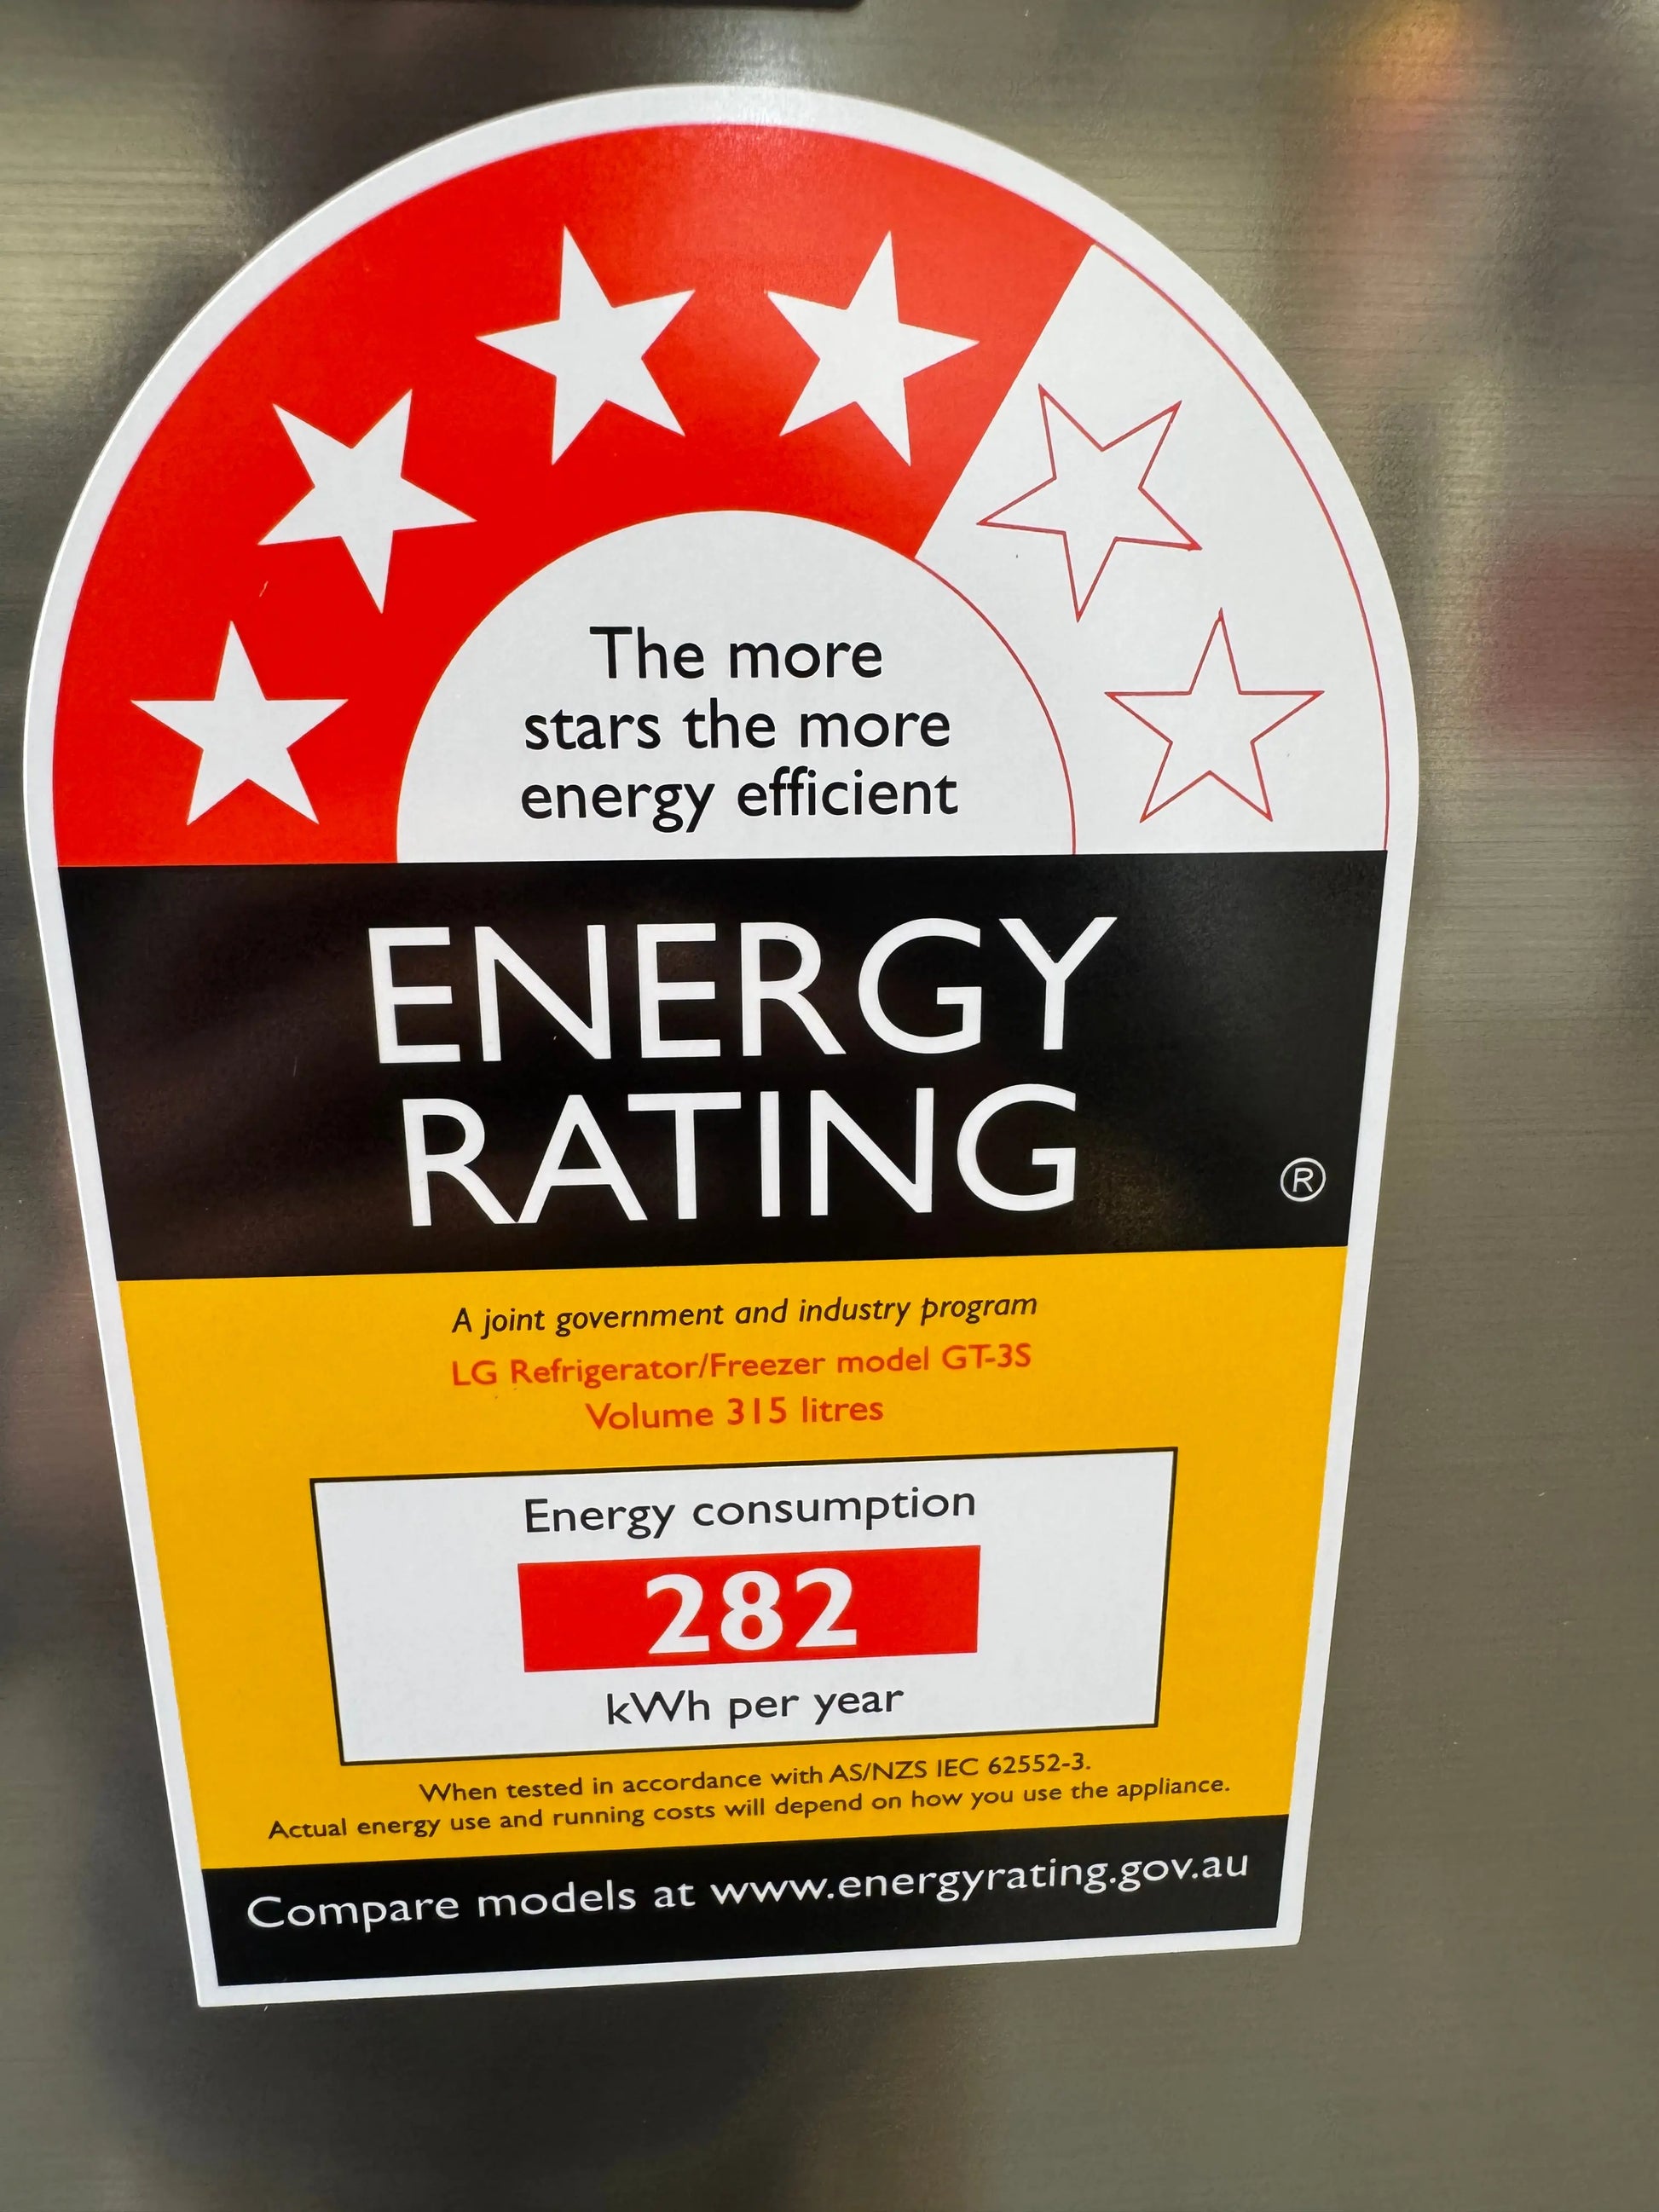 The more
stars the more
energy efficient
ENERGY
RATING
®
A joint government and industry program
LG Refrigerator/Freezer model GT-3S
Volume 315 litres
Energy consumption
282
kWh per year
When tested in accordance with AS/NZS IEC 62552-3.
Actual energy use and running costs will depend on how you use the appliance.
Compare models at www.energyrating.gov.au